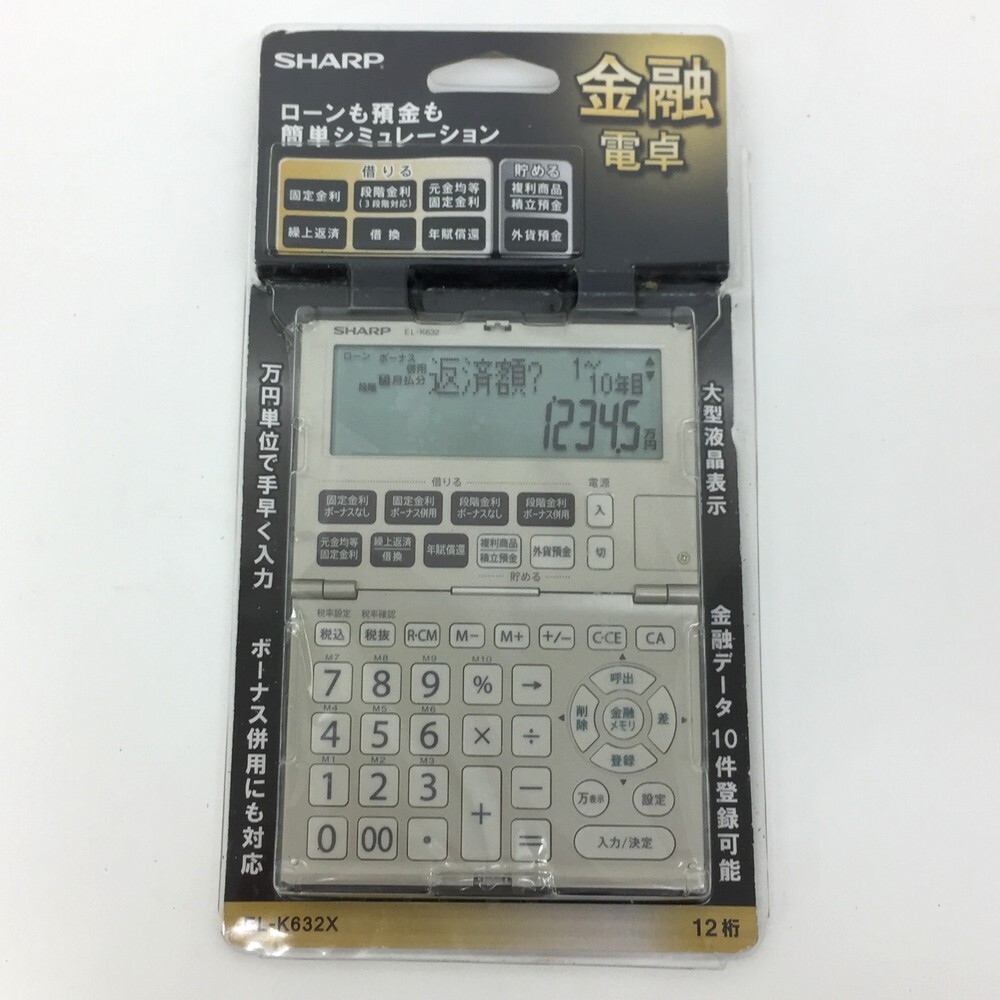 SHARP
金融
電卓
ローンも預金も
簡単シミュレーション
借りる
貯める
固定金利
段階金利
(3段階対応)
元金均等
固定金利
複利商品
積立預金
繰上返済
借換
年賦償還
外貨預金
万円単位で手早く入力
ボーナス併用にも対応
大型液晶表示
金融データ10件登録可能
SHARP EL-K632
ローン ボーナス
併用
段階
月払分
返済額?
1
10年目
1234.5万円
借りる
電源
固定金利
ボーナスなし
固定金利
ボーナス併用
段階金利
ボーナスなし
段階金利
ボーナス併用
入
元金均等
固定金利
繰上返済
借換
年賦償還
複利商品
積立預金
外貨預金
切
貯める
税率設定 税率確認
税込 税抜 R・CM M− M+ +/− C・CE CA
M7 M8 M9 M10
7 8 9 % →
M4 M5 M6
4 5 6 × ÷
M1 M2 M3
1 2 3 + −
0 00 • =
呼出
削除
金融
メモリ
差
登録
万表示
設定
入力/決定
EL-K632X
12桁